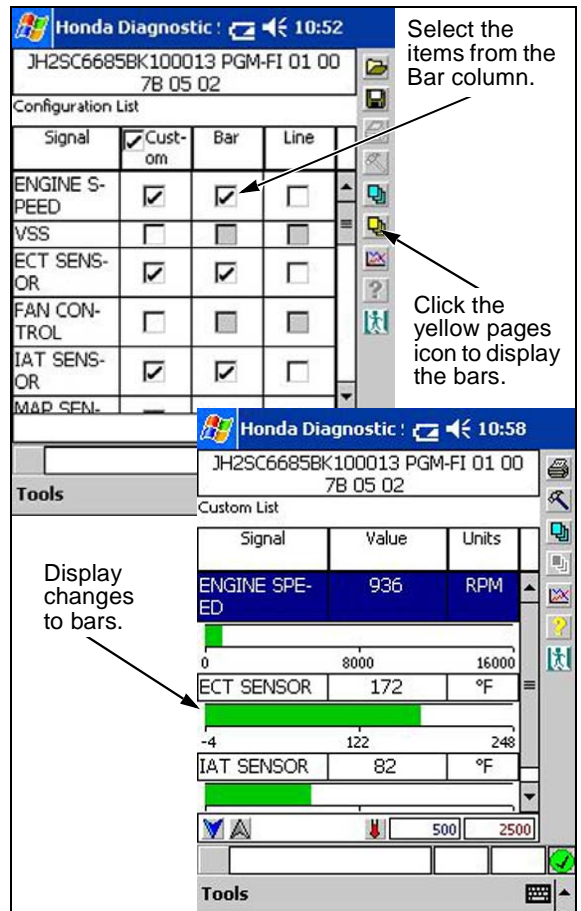 Honda Diagnostic : 10:52
JH2SC6685BK100013 PGM-FI 01 00
7B 05 02
Configuration List
Signal Cust-om Bar Line
ENGINE S-
PEED
VSS
ECT SENS-
OR
FAN CON-
TROL
IAT SENS-
OR
MAP SEN-
Tools
Select the
items from the
Bar column.
Click the
yellow pages
icon to display
the bars.
Display
changes
to bars.
Honda Diagnostic : 10:58
JH2SC6685BK100013 PGM-FI 01 00
7B 05 02
Custom List
Signal Value Units
ENGINE SPE- 936 RPM
ED
0 8000 16000
ECT SENSOR 172 °F
-4 122 248
IAT SENSOR 82 °F
500 2500
Tools